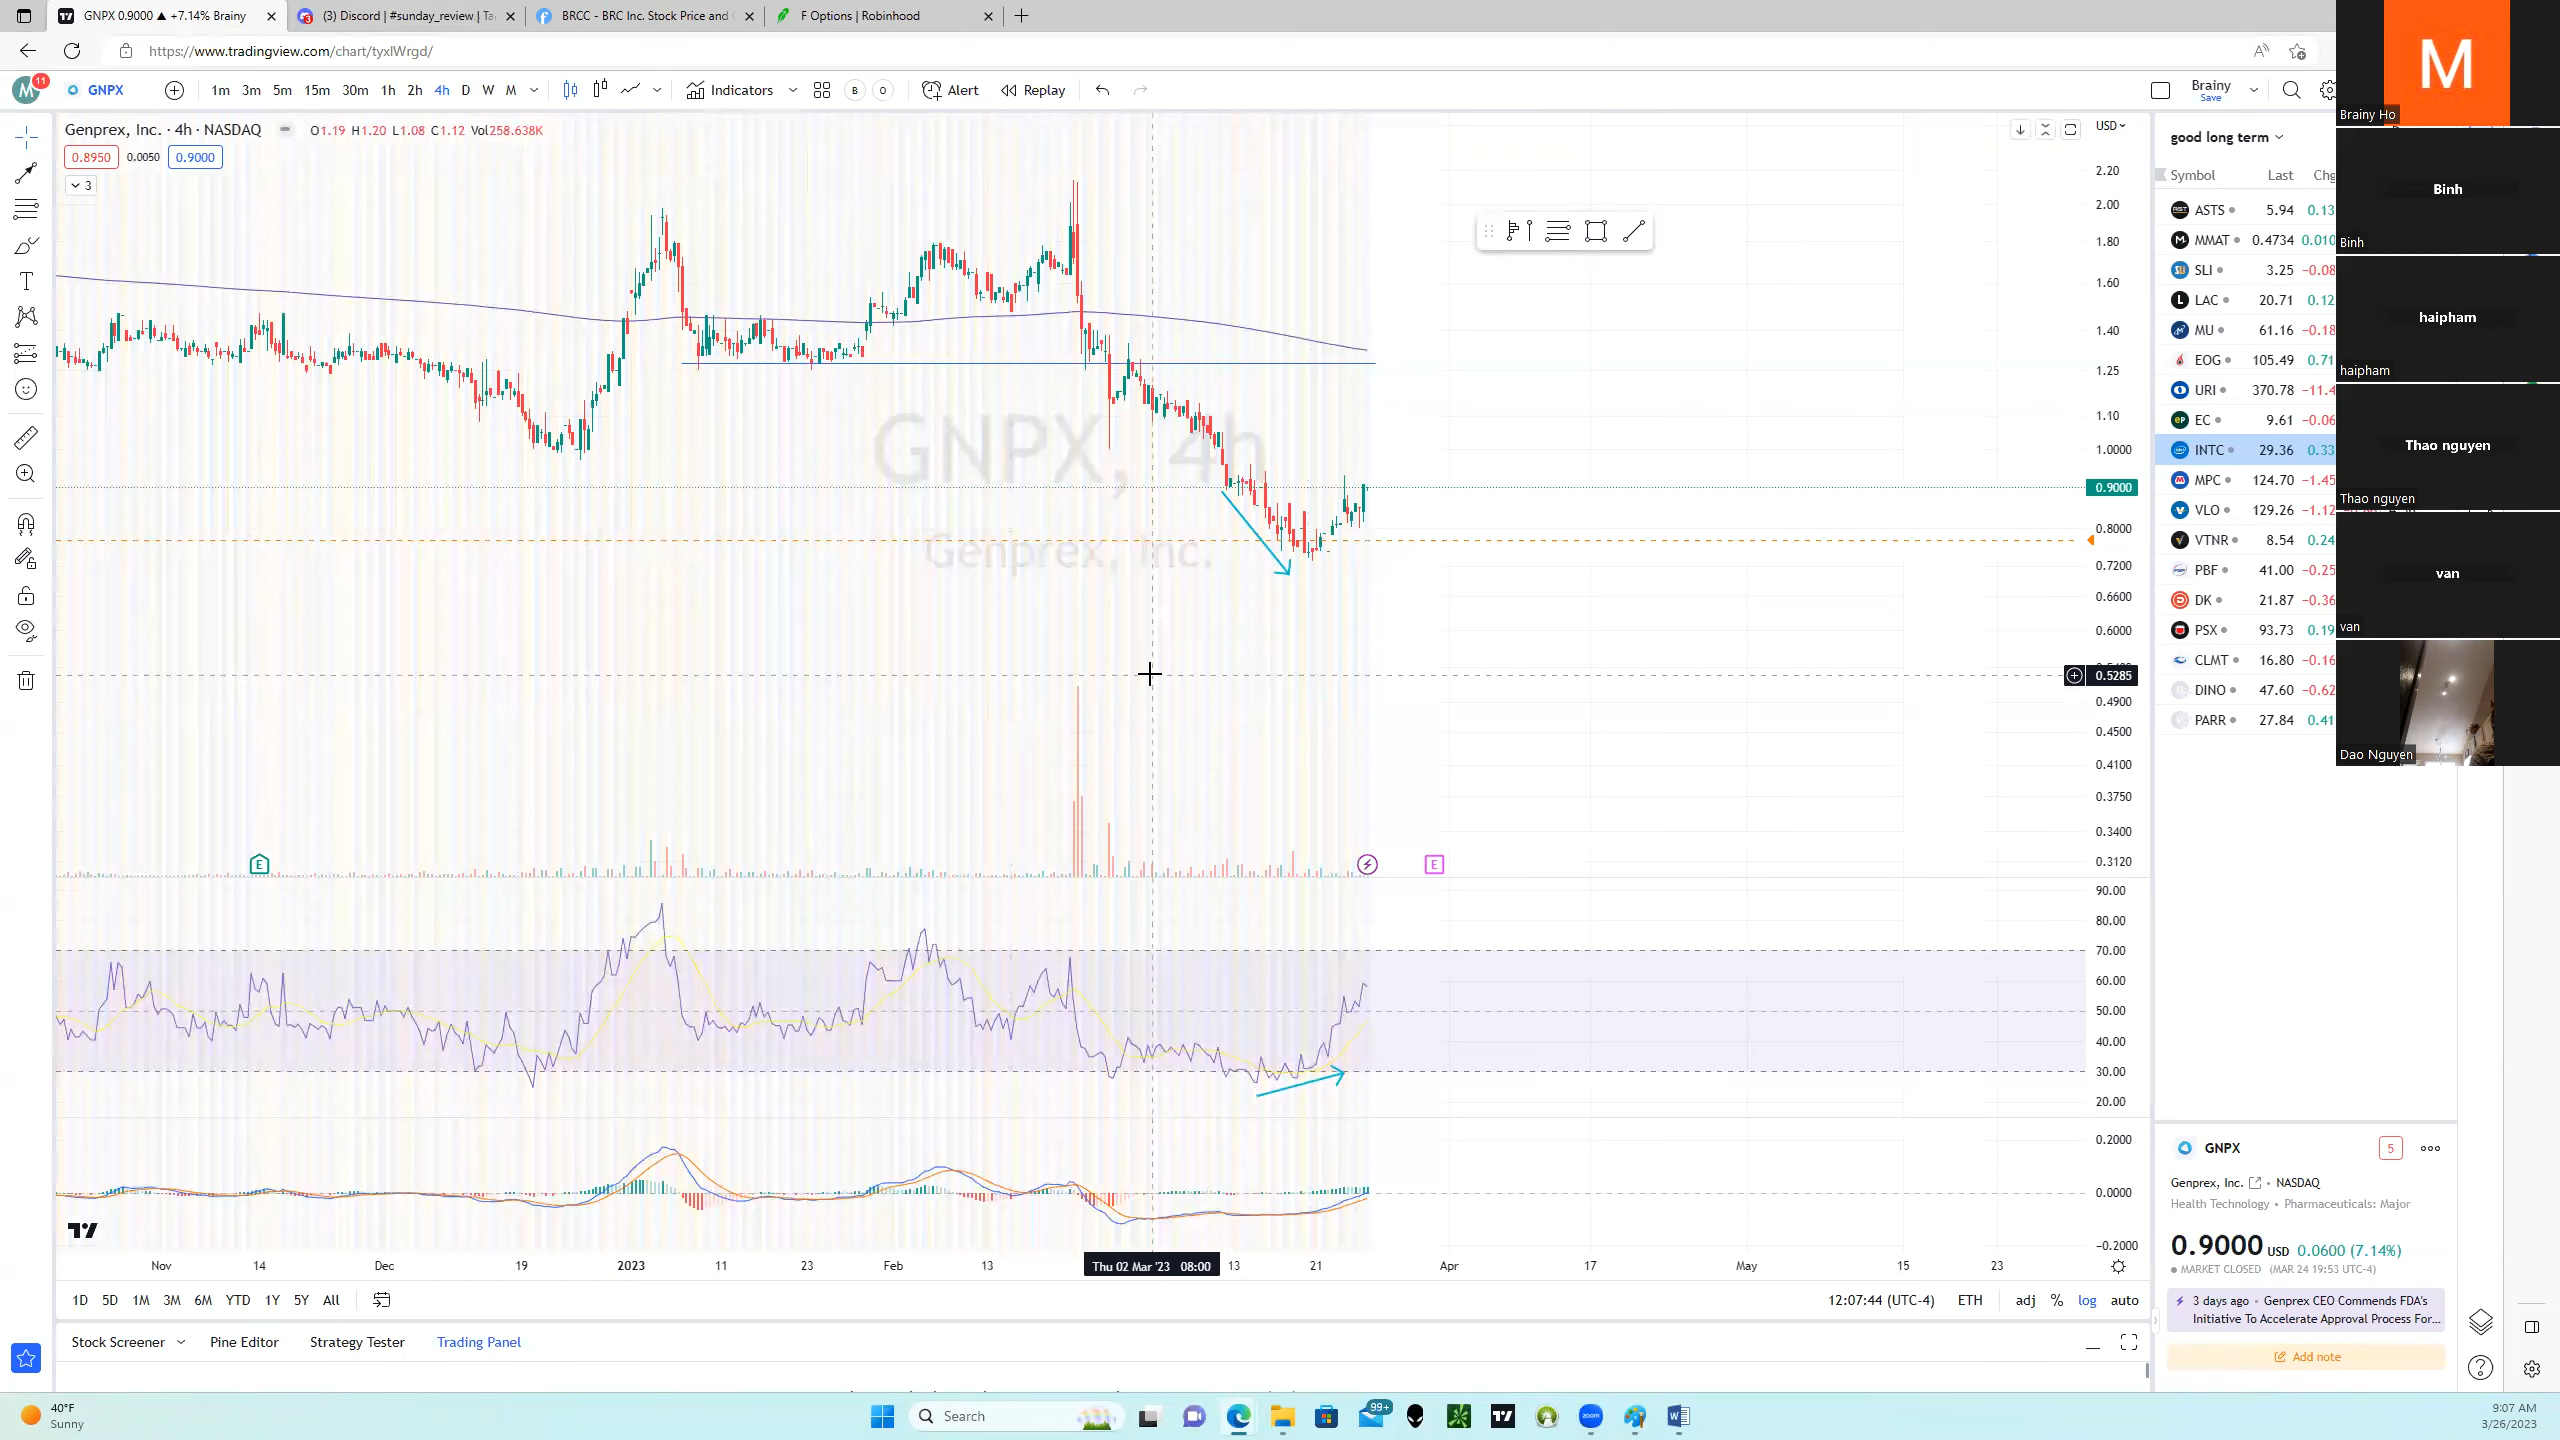 GNPX 0.9000 ▲ +7.14% Brainy
(3) Discord | #sunday_review | Ta
BRCC - BRC Inc. Stock Price and
F Options | Robinhood
https://www.tradingview.com/chart/tyxlWrgd/
M 11 GNPX 1m 3m 5m 15m 30m 1h 2h 4h D W M Indicators B O Alert Replay Brainy
Save
Genprex, Inc. · 4h · NASDAQ O1.19 H1.20 L1.08 C1.12 Vol258.638K
0.8950 0.0050 0.9000
3
GNPX, 4h
Genprex, Inc.
USD
2.20
2.00
1.80
1.60
1.40
1.25
1.10
1.0000
0.9000
0.8000
0.7200
0.6600
0.6000
0.5285
0.4900
0.4500
0.4100
0.3750
0.3400
0.3120
E E
90.00
80.00
70.00
60.00
50.00
40.00
30.00
20.00
0.2000
0.0000
−0.2000
Nov 14 Dec 19 2023 11 23 Feb 13 Thu 02 Mar '23 08:00 13 21 Apr 17 May 15 23
1D 5D 1M 3M 6M YTD 1Y 5Y All 12:07:44 (UTC-4) ETH adj % log auto
Stock Screener Pine Editor Strategy Tester Trading Panel
good long term
Symbol Last Chg
ASTS 5.94 0.13
MMAT 0.4734 0.010
SLI 3.25 −0.08
LAC 20.71 0.12
MU 61.16 −0.18
EOG 105.49 0.71
URI 370.78 −11.4
EC 9.61 −0.06
INTC 29.36 0.33
MPC 124.70 −1.45
VLO 129.26 −1.12
VTNR 8.54 0.24
PBF 41.00 −0.25
DK 21.87 −0.36
PSX 93.73 0.19
CLMT 16.80 −0.16
DINO 47.60 −0.62
PARR 27.84 0.41
GNPX 5
Genprex, Inc. • NASDAQ
Health Technology • Pharmaceuticals: Major
0.9000 USD 0.0600 (7.14%)
MARKET CLOSED (MAR 24 19:53 UTC-4)
3 days ago • Genprex CEO Commends FDA's
Initiative To Accelerate Approval Process For...
Add note
M
Brainy Ho
Binh
Binh
haipham
haipham
Thao nguyen
Thao nguyen
van
van
Dao Nguyen
40°F
Sunny
Search
99+
zoom
9:07 AM
3/26/2023